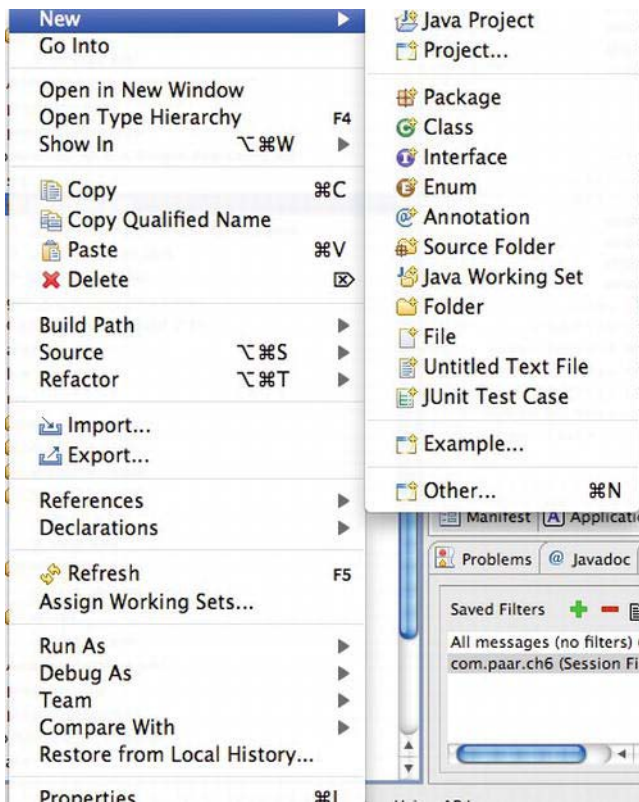 New
Go Into
Open in New Window
Open Type Hierarchy F4
Show In ⌥⌘W
Copy ⌘C
Copy Qualified Name
Paste ⌘V
Delete ⌦
Build Path
Source ⌥⌘S
Refactor ⌥⌘T
Import...
Export...
References
Declarations
Refresh F5
Assign Working Sets...
Run As
Debug As
Team
Compare With
Restore from Local History...
Properties ⌘I
Java Project
Project...
Package
Class
Interface
Enum
Annotation
Source Folder
Java Working Set
Folder
File
Untitled Text File
JUnit Test Case
Example...
Other... ⌘N
Manifest Applicati
Problems @ Javadoc
Saved Filters
All messages (no filters)
com.paar.ch6 (Session Fi